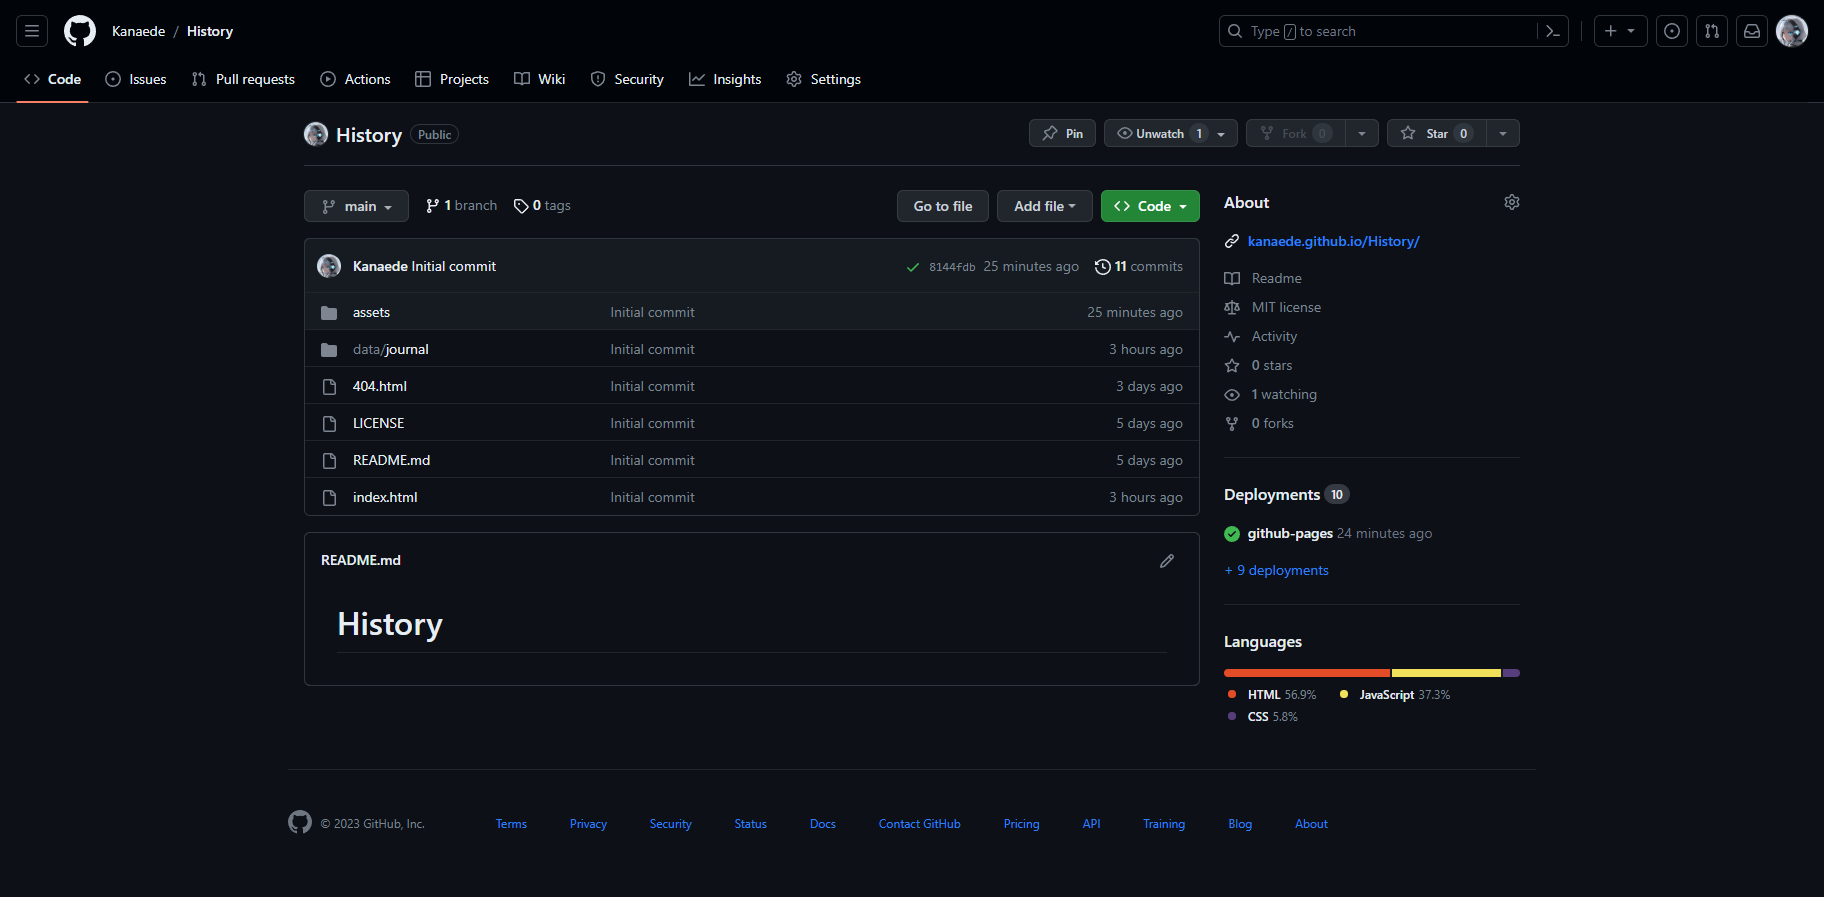 Kanaede / History
Type / to search
Code Issues Pull requests Actions Projects Wiki Security Insights Settings
History Public
Pin Unwatch 1 Fork 0 Star 0
main 1 branch 0 tags Go to file Add file Code
Kanaede Initial commit 8144fdb 25 minutes ago 11 commits
assets Initial commit 25 minutes ago
data/journal Initial commit 3 hours ago
404.html Initial commit 3 days ago
LICENSE Initial commit 5 days ago
README.md Initial commit 5 days ago
index.html Initial commit 3 hours ago
README.md
History
About
kanaede.github.io/History/
Readme
MIT license
Activity
0 stars
1 watching
0 forks
Deployments 10
github-pages 24 minutes ago
+ 9 deployments
Languages
HTML 56.9% JavaScript 37.3%
CSS 5.8%
© 2023 GitHub, Inc. Terms Privacy Security Status Docs Contact GitHub Pricing API Training Blog About